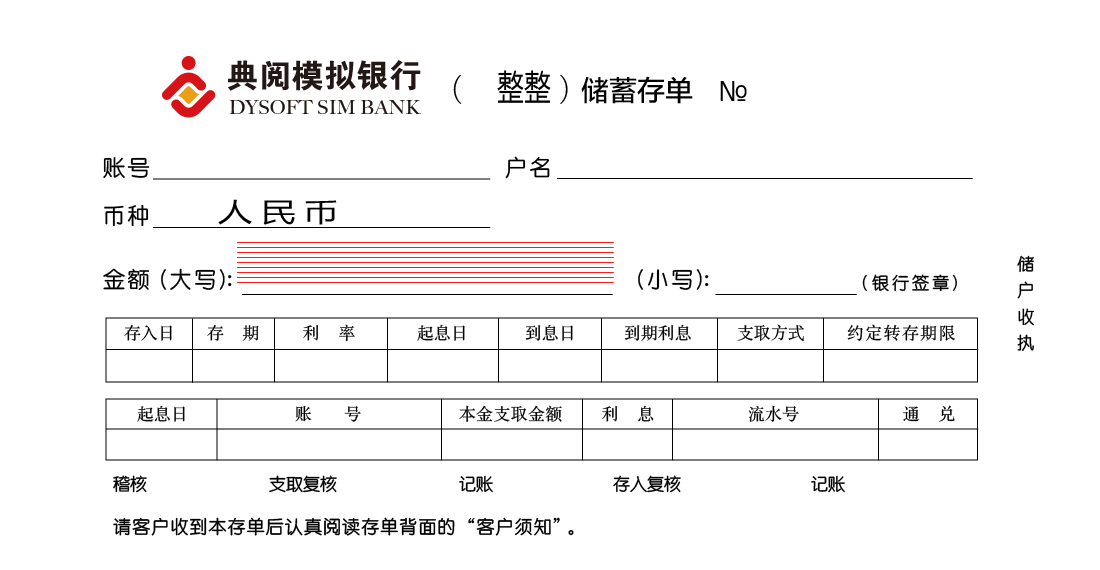 典阅模拟银行
DYSOFT SIM BANK
（ 整整）储蓄存单 №
账号 户名
币种 人民币
金额（大写）： （小写）： （银行签章）
存入日 存 期 利 率 起息日 到息日 到期利息 支取方式 约定转存期限
起息日 账 号 本金支取金额 利 息 流水号 通 兑
稽核 支取复核 记账 存入复核 记账
请客户收到本存单后认真阅读存单背面的“客户须知”。
储户收执